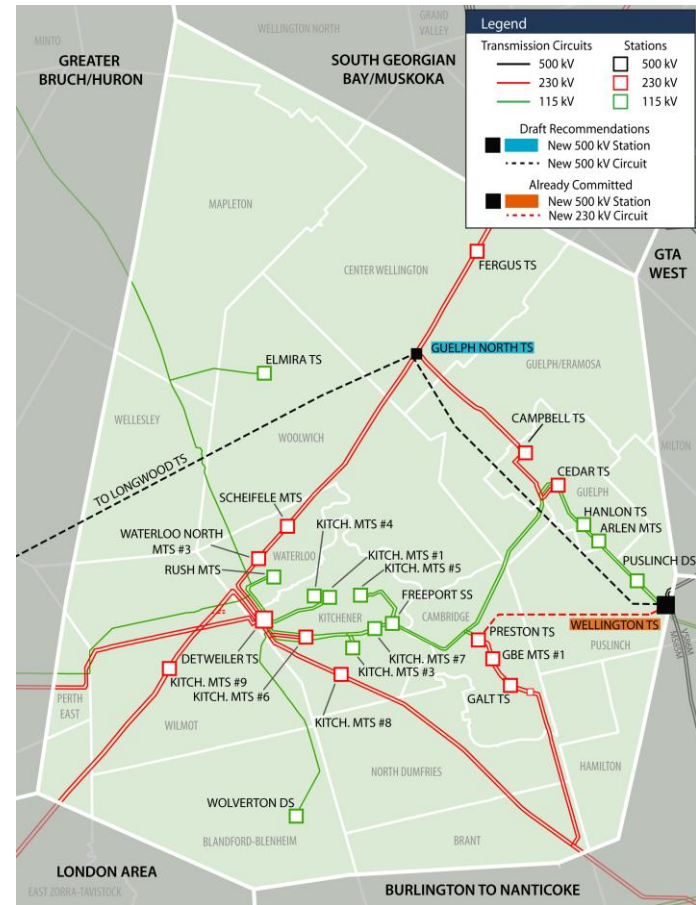 GREATER
BRUCH/HURON
MINTO
WELLINGTON NORTH
GRAND
VALLEY
SOUTH GEORGIAN
BAY/MUSKOKA
Legend
Transmission Circuits
Stations
500 kV
500 kV
230 kV
230 kV
115 kV
115 kV
Draft Recommendations
New 500 kV Station
New 500 kV Circuit
Already Committed
New 500 kV Station
New 230 kV Circuit
MAPLETON
CENTER WELLINGTON
FERGUS TS
GTA
WEST
GUELPH NORTH TS
ELMIRA TS
GUELPH/ERAMOSA
WELLESLEY
CAMPBELL TS
WOOLWICH
MILTON
TO LONGWOOD TS
CEDAR TS
GUELPH
SCHEIFELE MTS
HANLON TS
KITCH. MTS #4
ARLEN MTS
WATERLOO NORTH
MTS #3
WATERLOO
KITCH. MTS #1
KITCH. MTS #5
RUSH MTS
PUSLINCH DS
FREEPORT SS
KITCHENER
CAMBRIDGE
WELLINGTON TS
PRESTON TS
PUSLINCH
DETWEILER TS
KITCH. MTS #7
GBE MTS #1
KITCH. MTS #9
KITCH. MTS #3
KITCH. MTS #6
GALT TS
PERTH
EAST
WILMOT
KITCH. MTS #8
HAMILTON
NORTH DUMFRIES
WOLVERTON DS
BLANDFORD-BLENHEIM
BRANT
LONDON AREA
EAST ZORRA-TAVISTOCK
BURLINGTON TO NANTICOKE